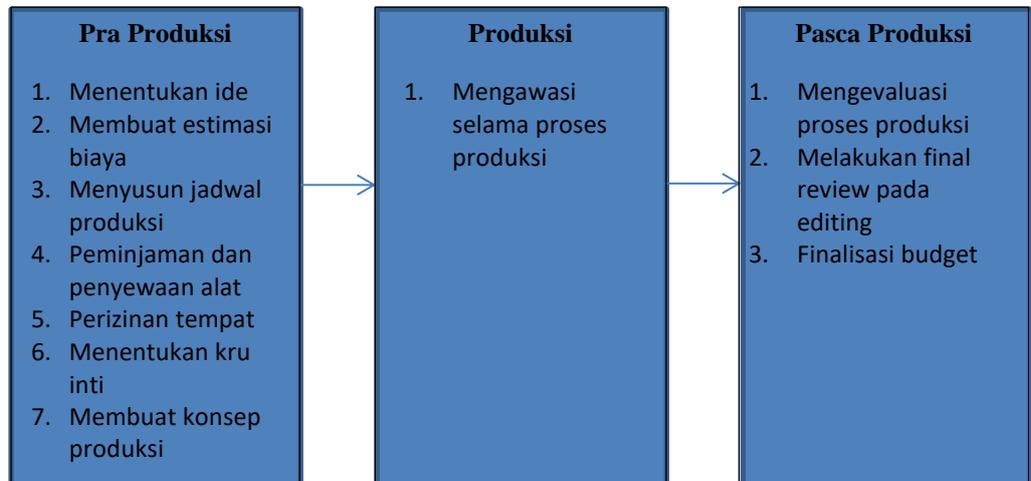 Pra Produksi
1. Menentukan ide
2. Membuat estimasi
biaya
3. Menyusun jadwal
produksi
4. Peminjaman dan
penyewaan alat
5. Perizinan tempat
6. Menentukan kru
inti
7. Membuat konsep
produksi
Produksi
1. Mengawasi
selama proses
produksi
Pasca Produksi
1. Mengevaluasi
proses produksi
2. Melakukan final
review pada
editing
3. Finalisasi budget